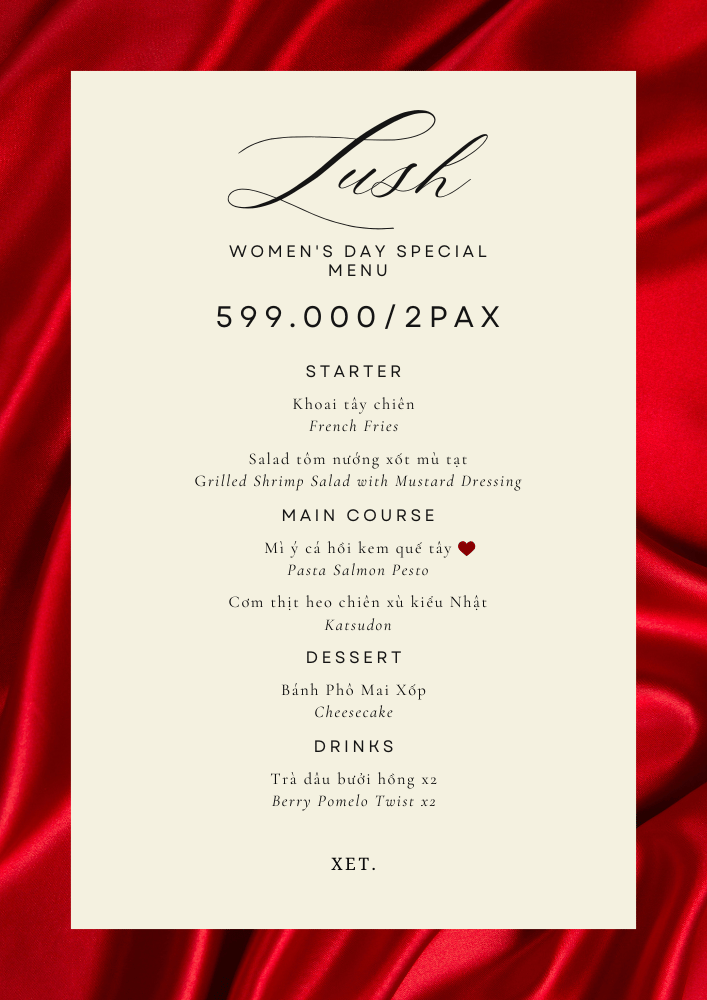 Lush
WOMEN'S DAY SPECIAL
MENU
599.000/2PAX
STARTER
Khoai tây chiên
French Fries
Salad tôm nướng xốt mù tạt
Grilled Shrimp Salad with Mustard Dressing
MAIN COURSE
Mì ý cá hồi kem quế tây
Pasta Salmon Pesto
Cơm thịt heo chiên xù kiểu Nhật
Katsudon
DESSERT
Bánh Phô Mai Xốp
Cheesecake
DRINKS
Trà dâu bưởi hồng x2
Berry Pomelo Twist x2
XET.